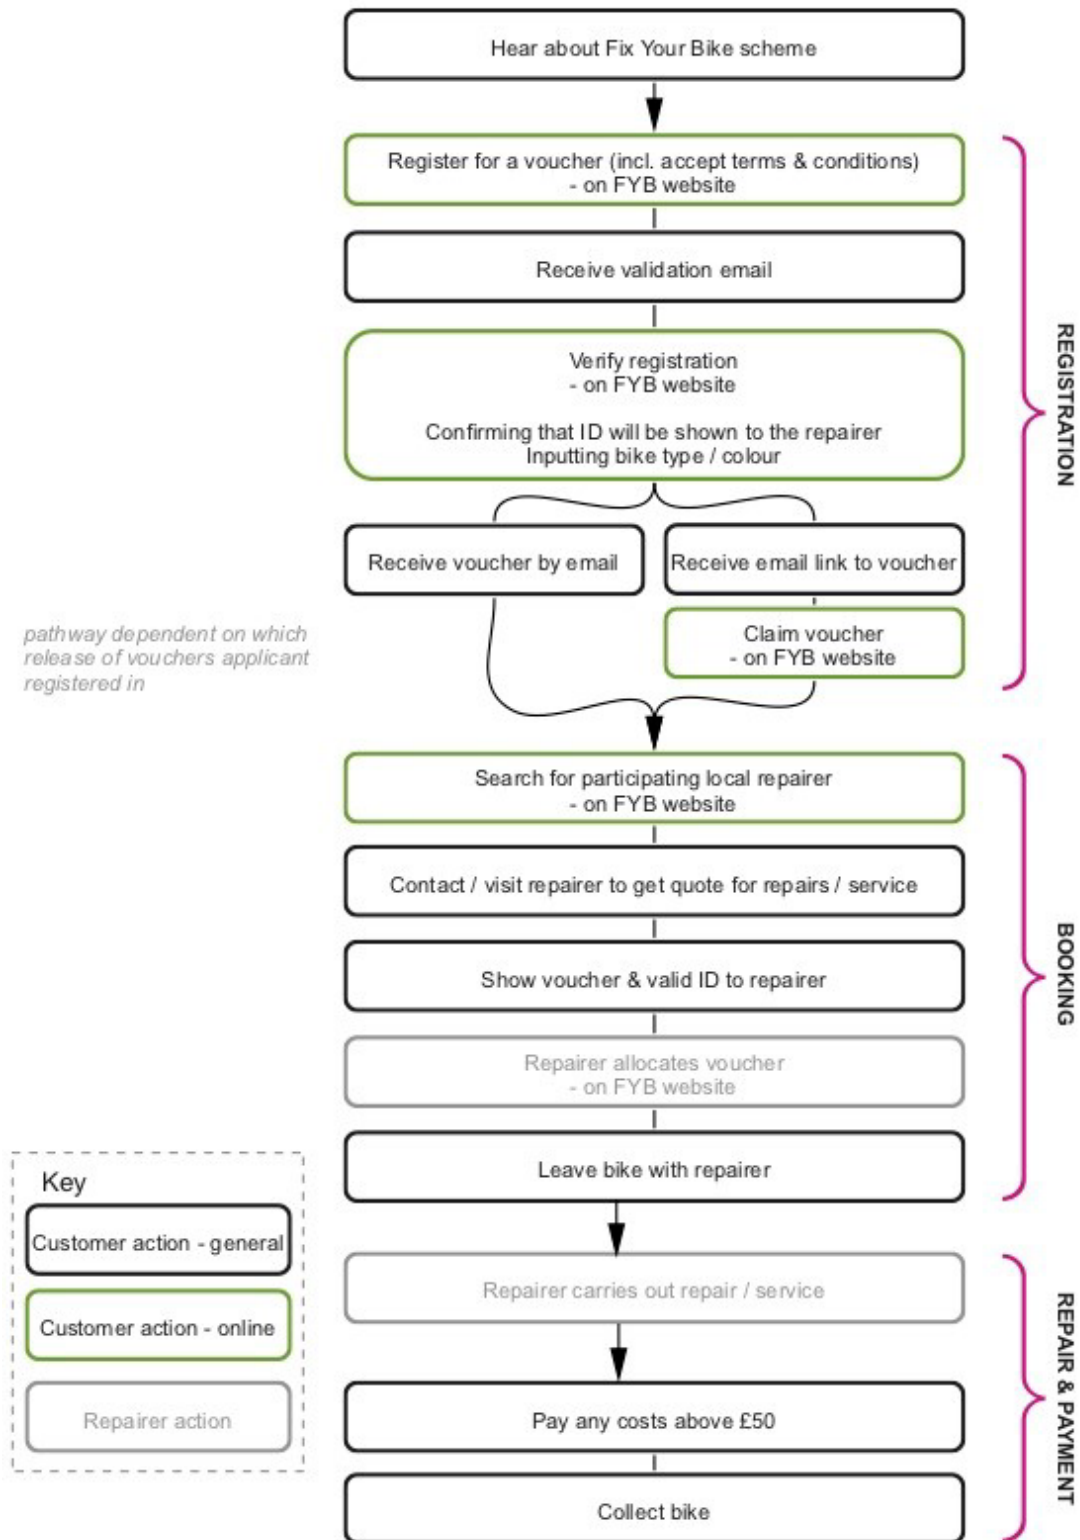 Hear about Fix Your Bike scheme
Register for a voucher (incl. accept terms & conditions)
- on FYB website
Receive validation email
Verify registration
- on FYB website
Confirming that ID will be shown to the repairer
Inputting bike type / colour
Receive voucher by email
Receive email link to voucher
Claim voucher
- on FYB website
pathway dependent on which
release of vouchers applicant
registered in
REGISTRATION
Search for participating local repairer
- on FYB website
Contact / visit repairer to get quote for repairs / service
Show voucher & valid ID to repairer
Repairer allocates voucher
- on FYB website
Leave bike with repairer
BOOKING
Repairer carries out repair / service
Pay any costs above £50
Collect bike
REPAIR & PAYMENT
Key
Customer action - general
Customer action - online
Repairer action